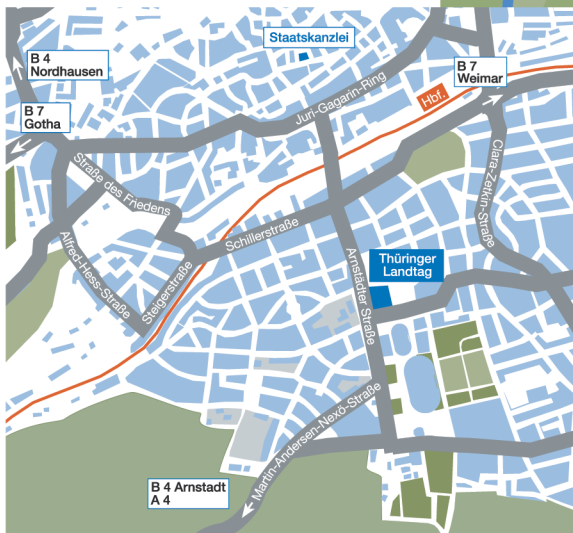 Staatskanzlei
B 4
Nordhausen
B 7
Weimar
B 7
Gotha
Hbf.
Juri-Gagarin-Ring
Straße des Friedens
Clara-Zetkin-Straße
Schillerstraße
Alfred-Hess-Straße
Steigerstraße
Arnstädter Straße
Thüringer
Landtag
Martin-Andersen-Nexö-Straße
B 4 Arnstadt
A 4